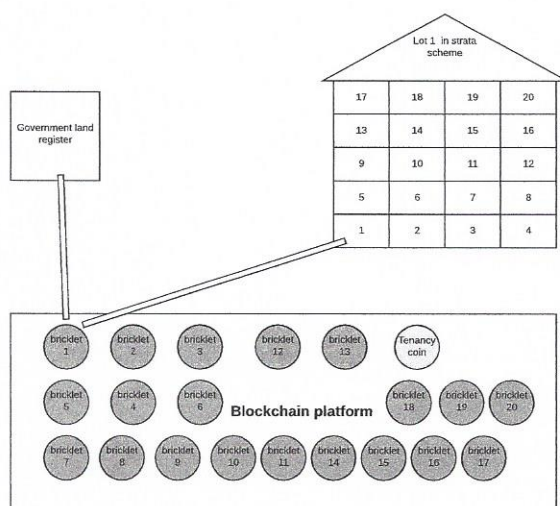 Lot 1 in strata
scheme
17 18 19 20
Government land
register
13 14 15 16
9 10 11 12
5 6 7 8
1 2 3 4
bricklet
1
bricklet
2
bricklet
3
bricklet
12
bricklet
13
Tenancy
coin
bricklet
5
bricklet
4
bricklet
6
Blockchain platform
bricklet
18
bricklet
19
bricklet
20
bricklet
7
bricklet
8
bricklet
9
bricklet
10
bricklet
11
bricklet
14
bricklet
15
bricklet
16
bricklet
17